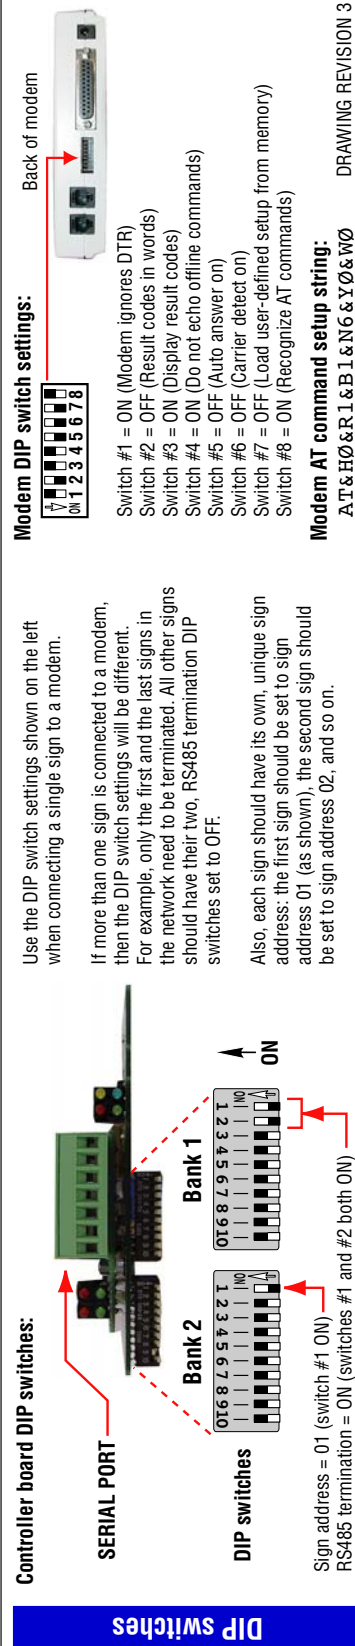 DIP switches
Controller board DIP switches:
SERIAL PORT
Bank 2
Bank 1
DIP switches
ON
1 2 3 4 5 6 7 8 9 10
ON
1 2 3 4 5 6 7 8 9 10
ON
Sign address = 01 (switch #1 ON)
RS485 termination = ON (switches #1 and #2 both ON)
Use the DIP switch settings shown on the left
when connecting a single sign to a modem.
If more than one sign is connected to a modem,
then the DIP switch settings will be different.
For example, only the first and the last signs in
the network need to be terminated. All other signs
should have their two, RS485 termination DIP
switches set to OFF.
Also, each sign should have its own, unique sign
address: the first sign should be set to sign
address 01 (as shown), the second sign should
be set to sign address 02, and so on.
Modem DIP switch settings:
Back of modem
ON 1 2 3 4 5 6 7 8
Switch #1 = ON (Modem ignores DTR)
Switch #2 = OFF (Result codes in words)
Switch #3 = ON (Display result codes)
Switch #4 = ON (Do not echo offline commands)
Switch #5 = OFF (Auto answer on)
Switch #6 = OFF (Carrier detect on)
Switch #7 = OFF (Load user-defined setup from memory)
Switch #8 = ON (Recognize AT commands)
Modem AT command setup string:
AT&HØ&R1&B1&N6&YØ&WØ
DRAWING REVISION 3